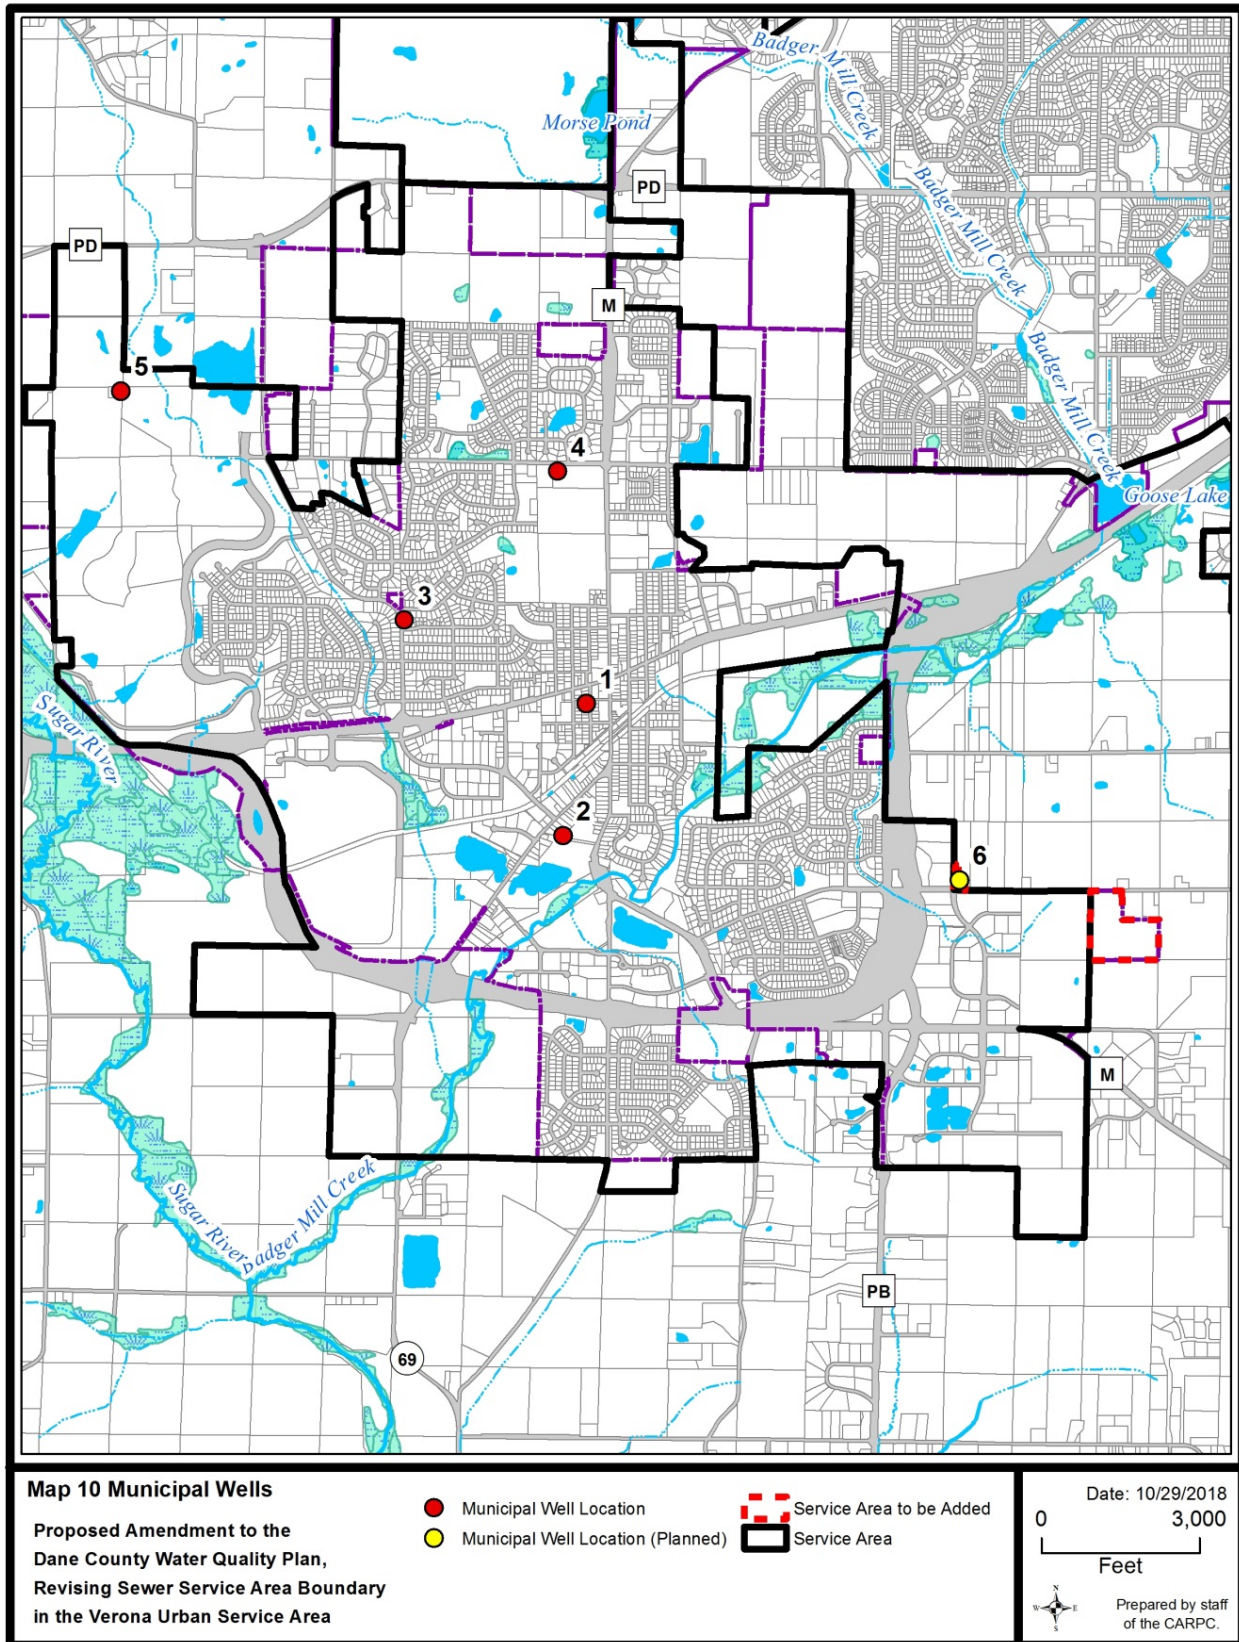 Badger Mill Creek
Morse Pond
PD
Badger Mill Creek
PD
M
Badger Mill Creek
5
4
Goose Lake
3
1
Sugar River
2
6
M
Sugar River
Badger Mill Creek
PB
69
Map 10 Municipal Wells
Proposed Amendment to the
Dane County Water Quality Plan,
Revising Sewer Service Area Boundary
in the Verona Urban Service Area
Municipal Well Location
Municipal Well Location (Planned)
Service Area to be Added
Service Area
Date: 10/29/2018
0 3,000
Feet
N
W E
S
Prepared by staff
of the CARPC.